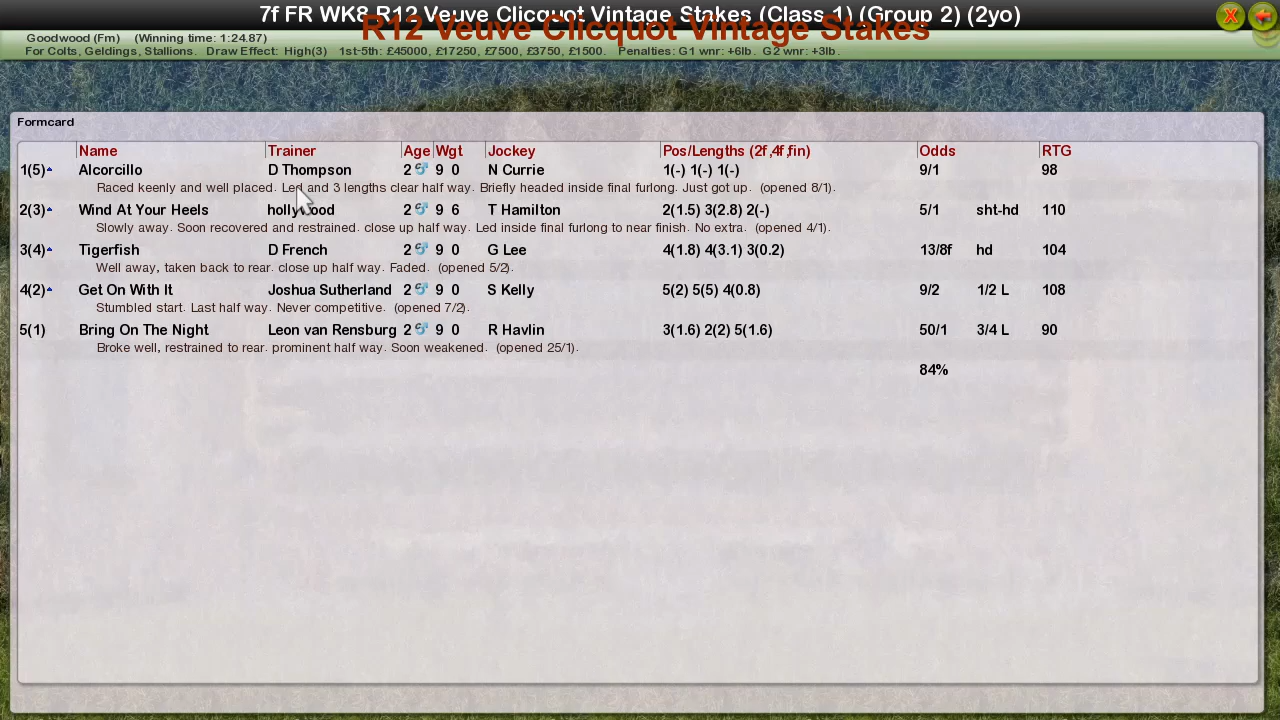 7f FR WK8 R12 Veuve Clicquot Vintage Stakes (Class 1) (Group 2) (2yo)
R12 Veuve Clicquot Vintage Stakes
Goodwood (Fm) (Winning time: 1:24.87)
For Colts, Geldings, Stallions. Draw Effect: High(3) 1st-5th: £45000, £17250, £7500, £3750, £1500. Penalties: G1 wnr: +6lb. G2 wnr: +3lb.
Formcard
Name Trainer Age Wgt Jockey Pos/Lengths (2f,4f,fin) Odds RTG
1(5) Alcorcillo D Thompson 2 9 0 N Currie 1(-) 1(-) 1(-) 9/1 98
Raced keenly and well placed. Led and 3 lengths clear half way. Briefly headed inside final furlong. Just got up. (opened 8/1).
2(3) Wind At Your Heels hollywood 2 9 6 T Hamilton 2(1.5) 3(2.8) 2(-) 5/1 sht-hd 110
Slowly away. Soon recovered and restrained. close up half way. Led inside final furlong to near finish. No extra. (opened 4/1).
3(4) Tigerfish D French 2 9 0 G Lee 4(1.8) 4(3.1) 3(0.2) 13/8f hd 104
Well away, taken back to rear. close up half way. Faded. (opened 5/2).
4(2) Get On With It Joshua Sutherland 2 9 0 S Kelly 5(2) 5(5) 4(0.8) 9/2 1/2 L 108
Stumbled start. Last half way. Never competitive. (opened 7/2).
5(1) Bring On The Night Leon van Rensburg 2 9 0 R Havlin 3(1.6) 2(2) 5(1.6) 50/1 3/4 L 90
Broke well, restrained to rear. prominent half way. Soon weakened. (opened 25/1).
84%